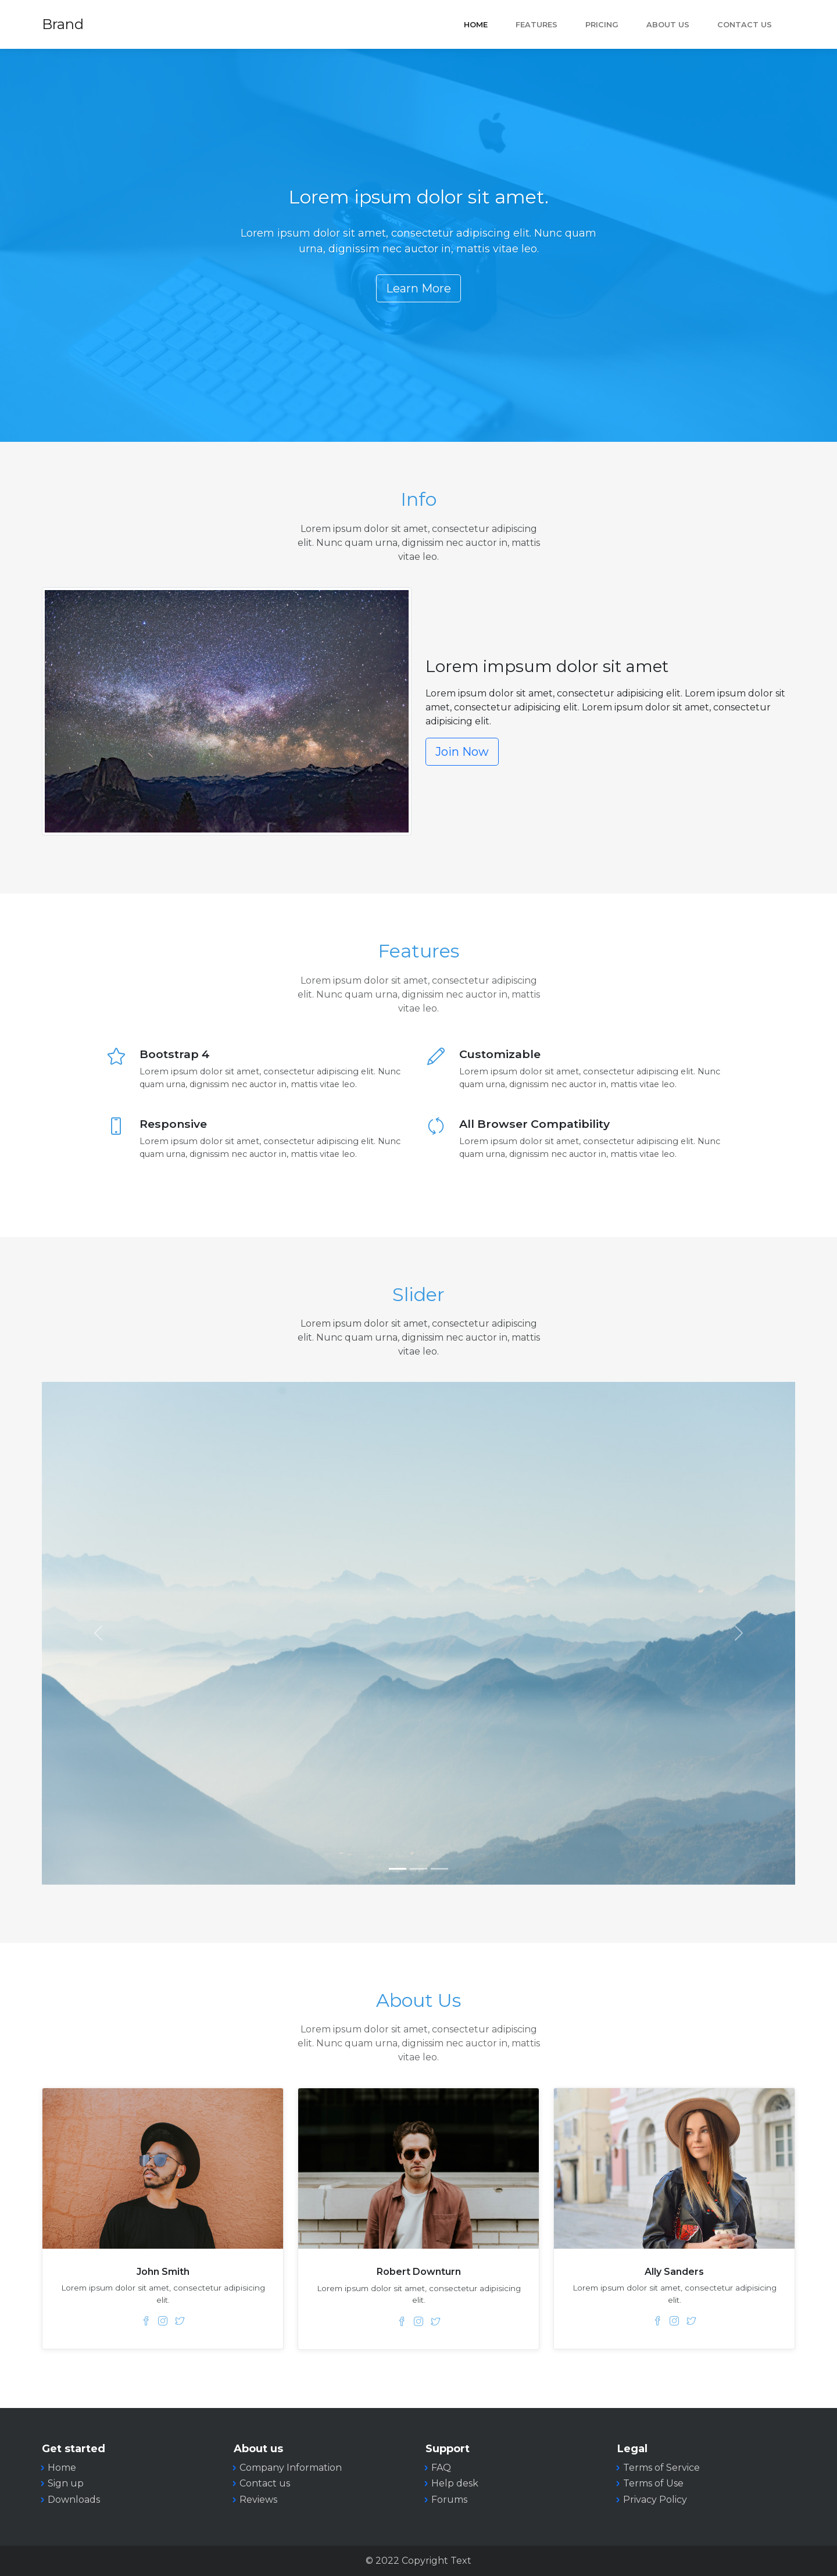 Brand
HOME FEATURES PRICING ABOUT US CONTACT US
Lorem ipsum dolor sit amet.
Lorem ipsum dolor sit amet, consectetur adipiscing elit. Nunc quam
urna, dignissim nec auctor in, mattis vitae leo.
Learn More
Info
Lorem ipsum dolor sit amet, consectetur adipiscing
elit. Nunc quam urna, dignissim nec auctor in, mattis
vitae leo.
Lorem impsum dolor sit amet
Lorem ipsum dolor sit amet, consectetur adipisicing elit. Lorem ipsum dolor sit
amet, consectetur adipisicing elit. Lorem ipsum dolor sit amet, consectetur
adipisicing elit.
Join Now
Features
Lorem ipsum dolor sit amet, consectetur adipiscing
elit. Nunc quam urna, dignissim nec auctor in, mattis
vitae leo.
Bootstrap 4
Lorem ipsum dolor sit amet, consectetur adipiscing elit. Nunc
quam urna, dignissim nec auctor in, mattis vitae leo.
Customizable
Lorem ipsum dolor sit amet, consectetur adipiscing elit. Nunc
quam urna, dignissim nec auctor in, mattis vitae leo.
Responsive
Lorem ipsum dolor sit amet, consectetur adipiscing elit. Nunc
quam urna, dignissim nec auctor in, mattis vitae leo.
All Browser Compatibility
Lorem ipsum dolor sit amet, consectetur adipiscing elit. Nunc
quam urna, dignissim nec auctor in, mattis vitae leo.
Slider
Lorem ipsum dolor sit amet, consectetur adipiscing
elit. Nunc quam urna, dignissim nec auctor in, mattis
vitae leo.
About Us
Lorem ipsum dolor sit amet, consectetur adipiscing
elit. Nunc quam urna, dignissim nec auctor in, mattis
vitae leo.
John Smith
Lorem ipsum dolor sit amet, consectetur adipisicing
elit.
Robert Downturn
Lorem ipsum dolor sit amet, consectetur adipisicing
elit.
Ally Sanders
Lorem ipsum dolor sit amet, consectetur adipisicing
elit.
Get started
Home
Sign up
Downloads
About us
Company Information
Contact us
Reviews
Support
FAQ
Help desk
Forums
Legal
Terms of Service
Terms of Use
Privacy Policy
© 2022 Copyright Text